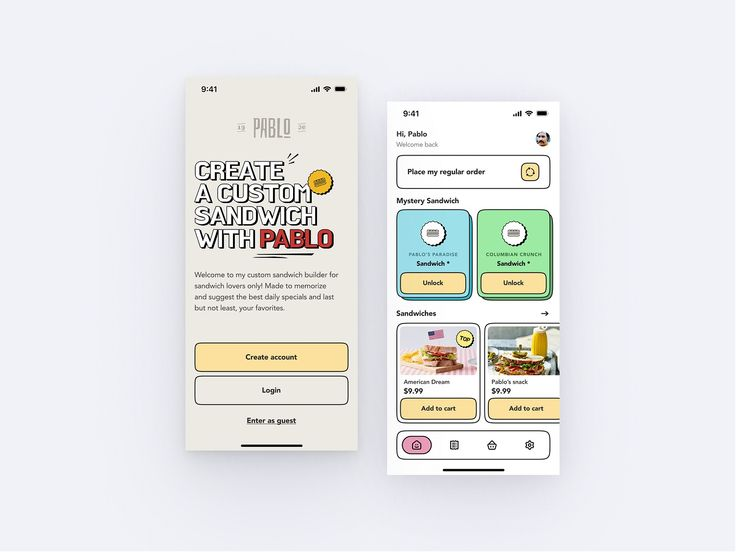 9:41
19 PABLO 20
CREATE
A CUSTOM
SANDWICH
WITH PABLO
Welcome to my custom sandwich builder for
sandwich lovers only! Made to memorize
and suggest the best daily specials and last
but not least, your favorites.
Create account
Login
Enter as guest
9:41
Hi, Pablo
Welcome back
Place my regular order
Mystery Sandwich
PABLO'S PARADISE
Sandwich *
Unlock
COLUMBIAN CRUNCH
Sandwich *
Unlock
Sandwiches
TOP
American Dream
$9.99
Add to cart
Pablo's snack
$9.99
Add to cart